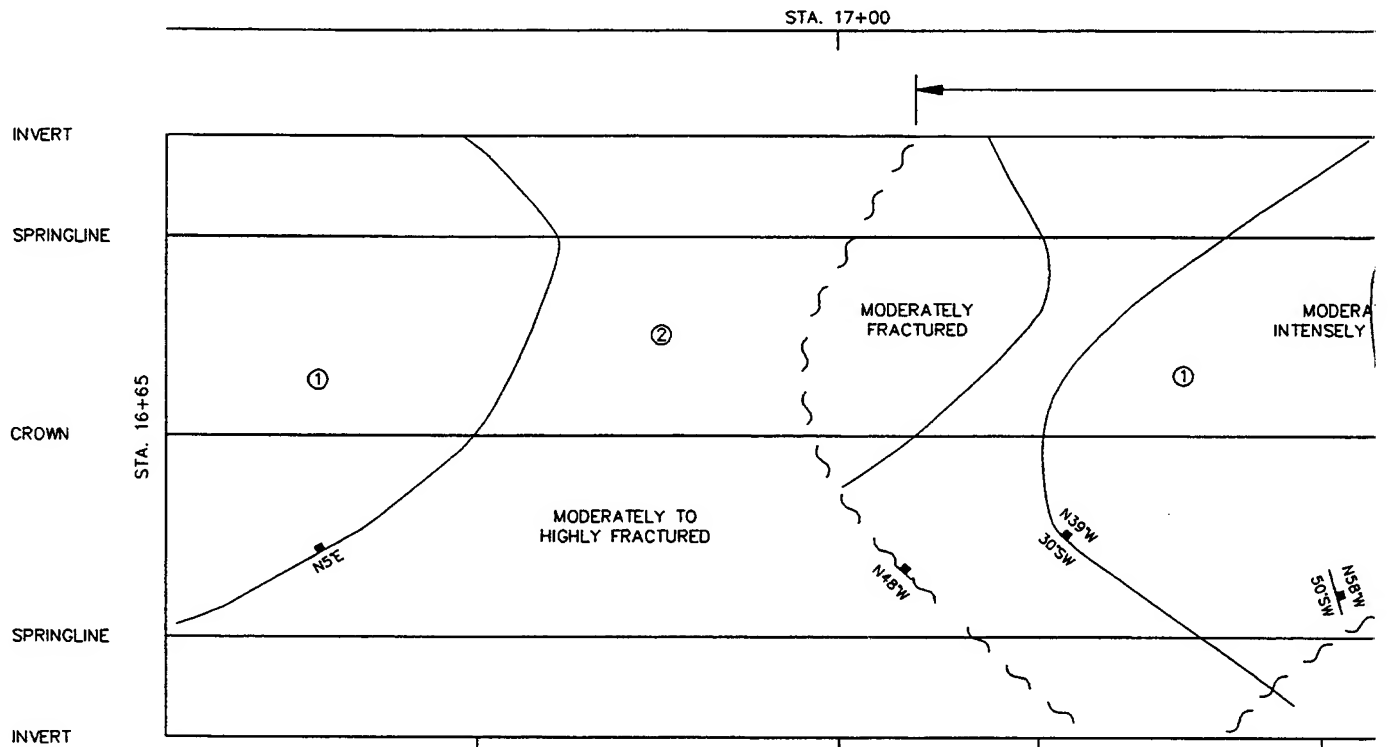 STA. 17+00
INVERT
SPRINGLINE
MODERATELY
FRACTURED
MODERA
INTENSELY
②
①
①
CROWN
STA. 16+65
MODERATELY TO
HIGHLY FRACTURED
N5°E
N48°W
N39°W
30°SW
N58°W
50°SW
SPRINGLINE
INVERT